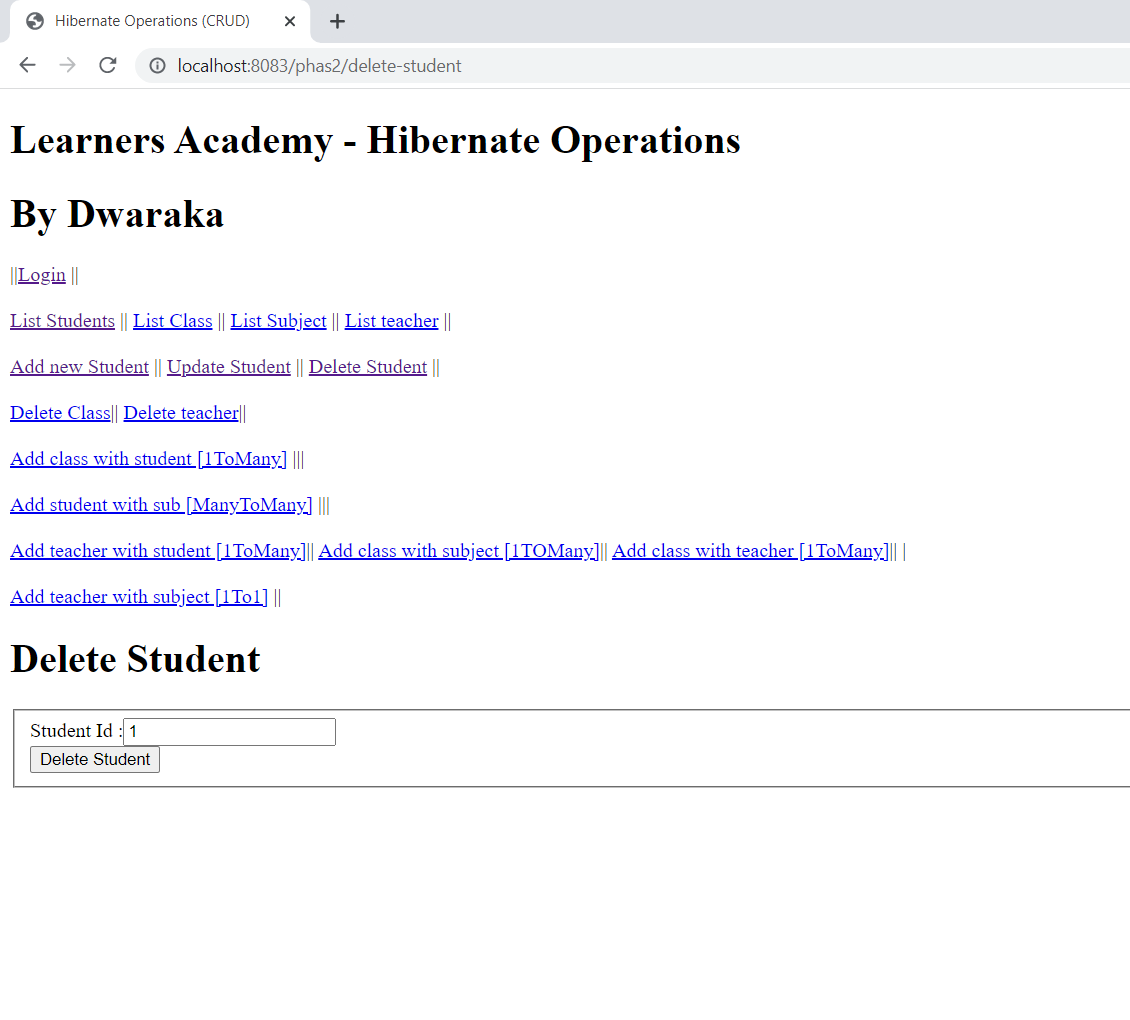 Hibernate Operations (CRUD)
localhost:8083/phas2/delete-student
Learners Academy - Hibernate Operations
By Dwaraka
||Login ||
List Students || List Class || List Subject || List teacher ||
Add new Student || Update Student || Delete Student ||
Delete Class|| Delete teacher||
Add class with student [1ToMany] |||
Add student with sub [ManyToMany] |||
Add teacher with student [1ToMany]|| Add class with subject [1TOMany]|| Add class with teacher [1ToMany]|| |
Add teacher with subject [1To1] ||
Delete Student
Student Id :1
Delete Student